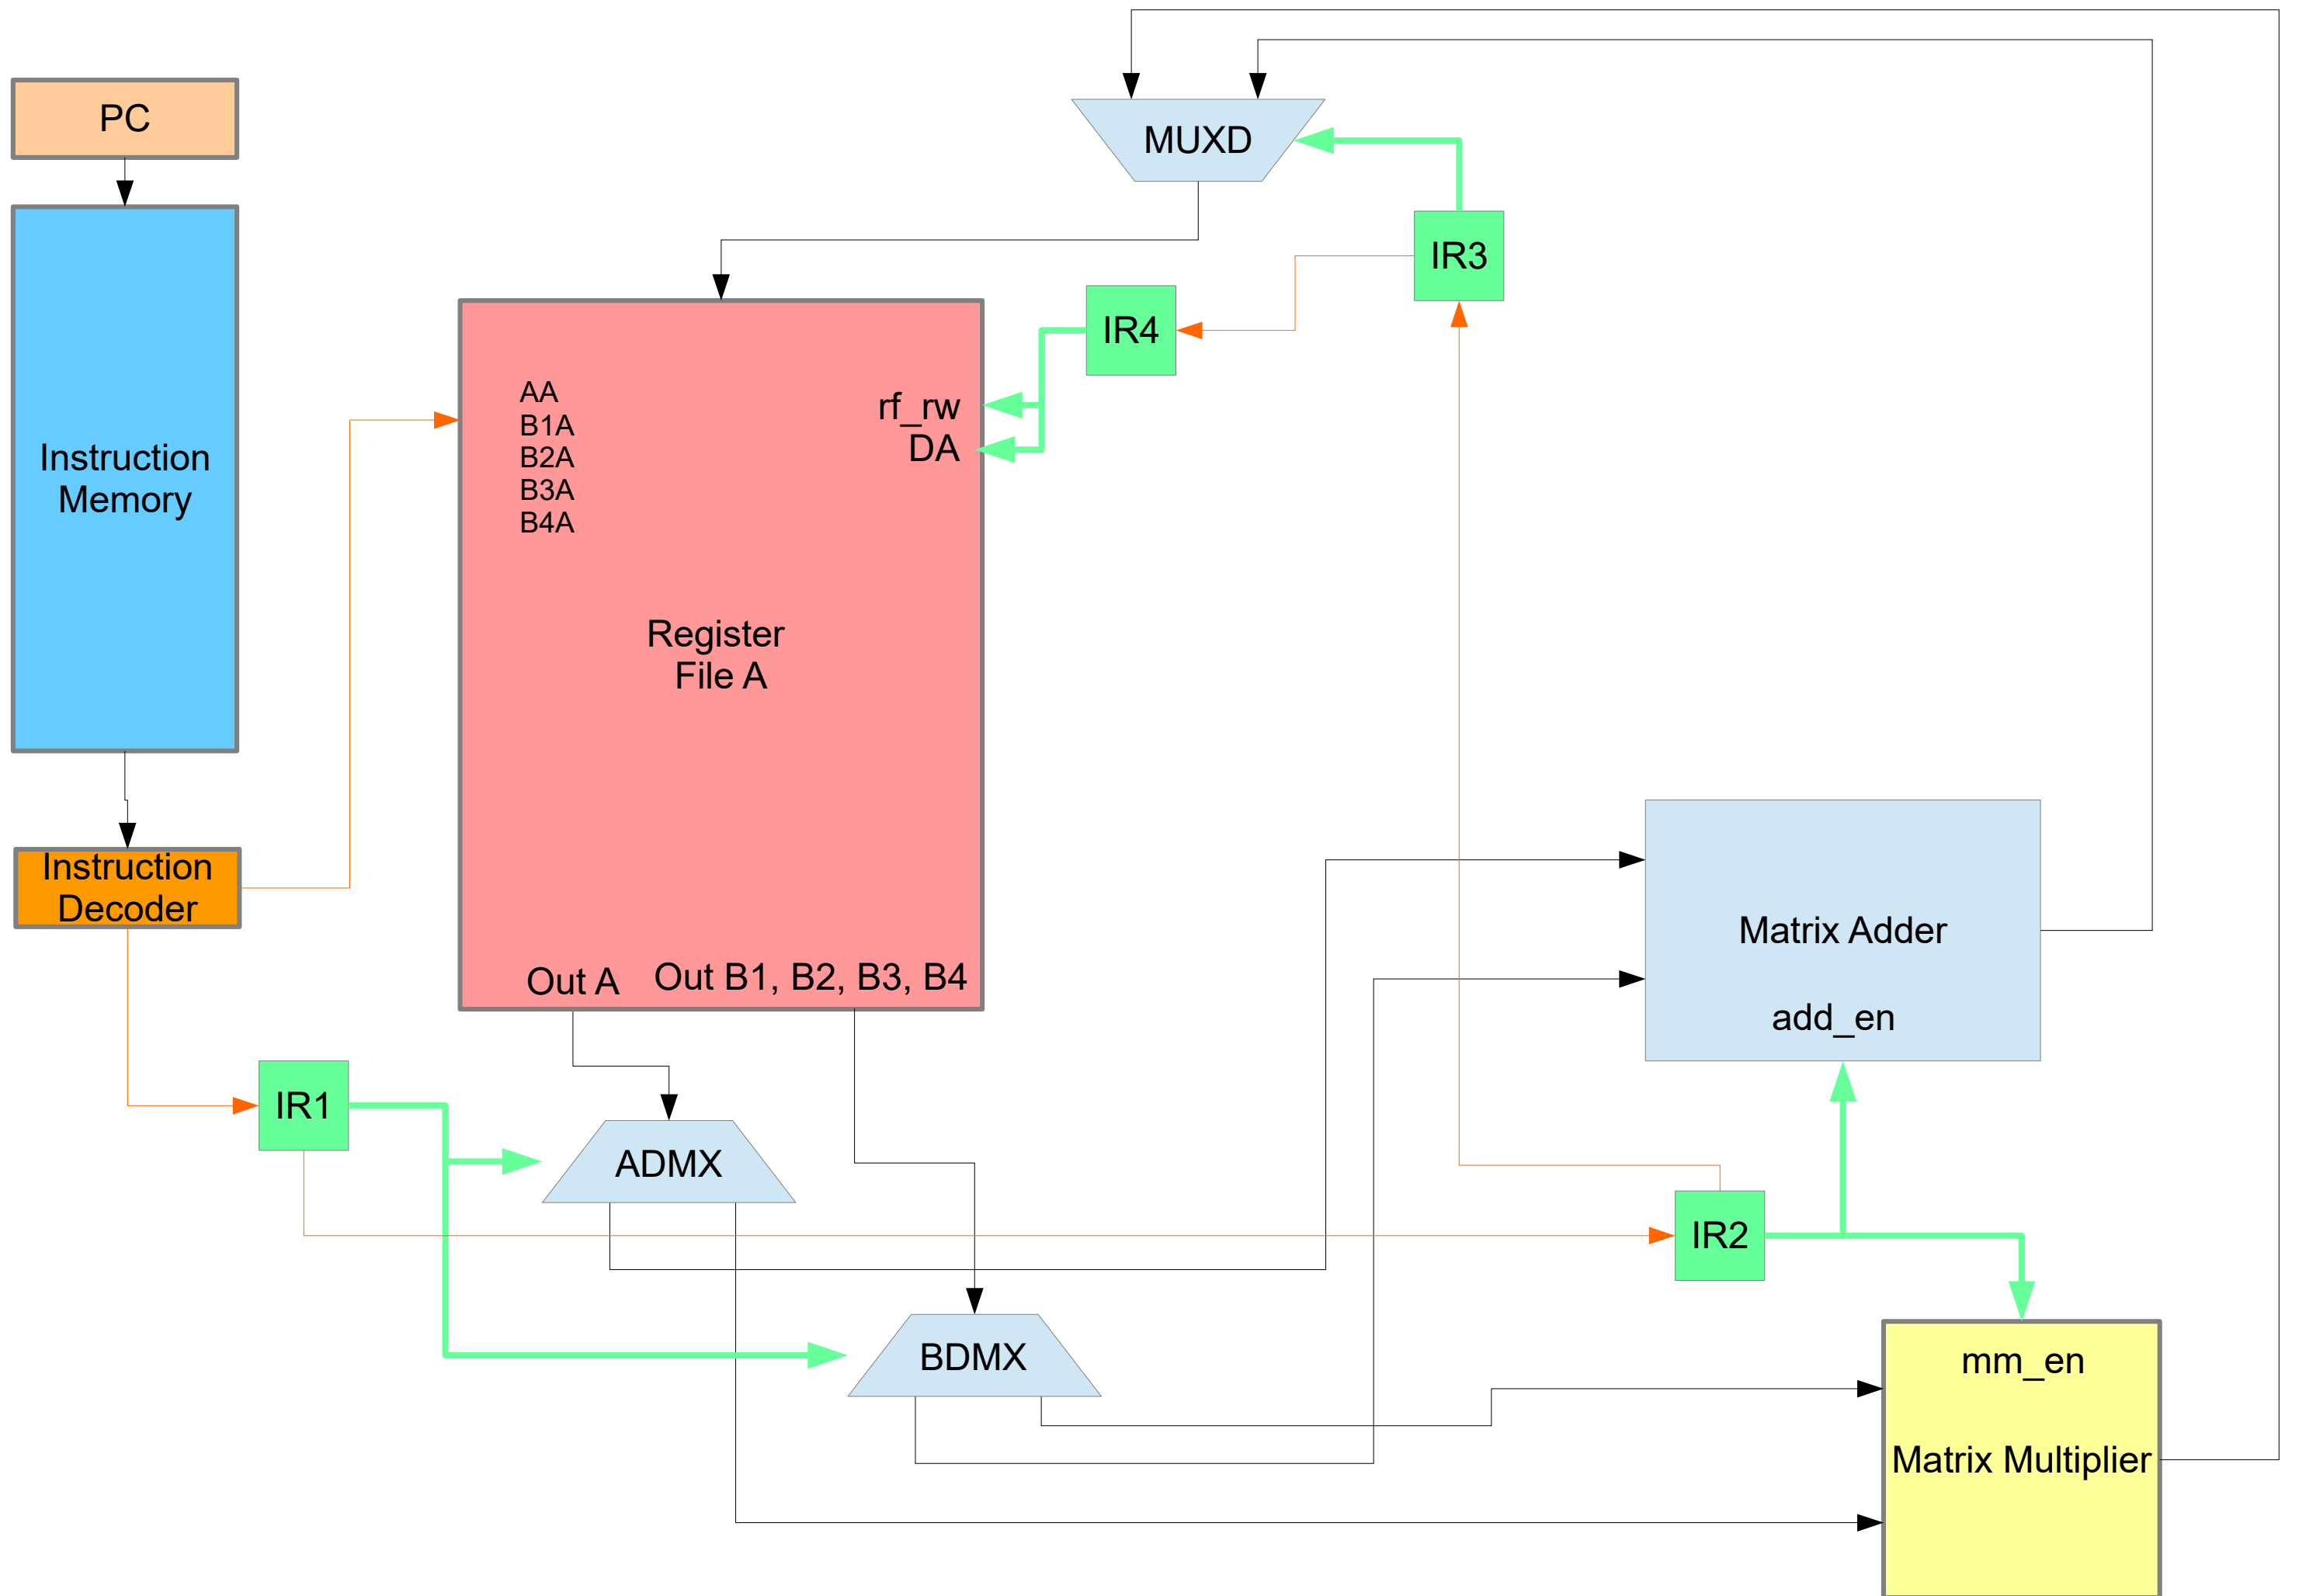 PC
MUXD
Instruction
Memory
IR3
IR4
AA
B1A
B2A
B3A
B4A
rf_rw
DA
Register
File A
Instruction
Decoder
Out A
Out B1, B2, B3, B4
Matrix Adder
add_en
IR1
ADMX
IR2
BDMX
mm_en
Matrix Multiplier